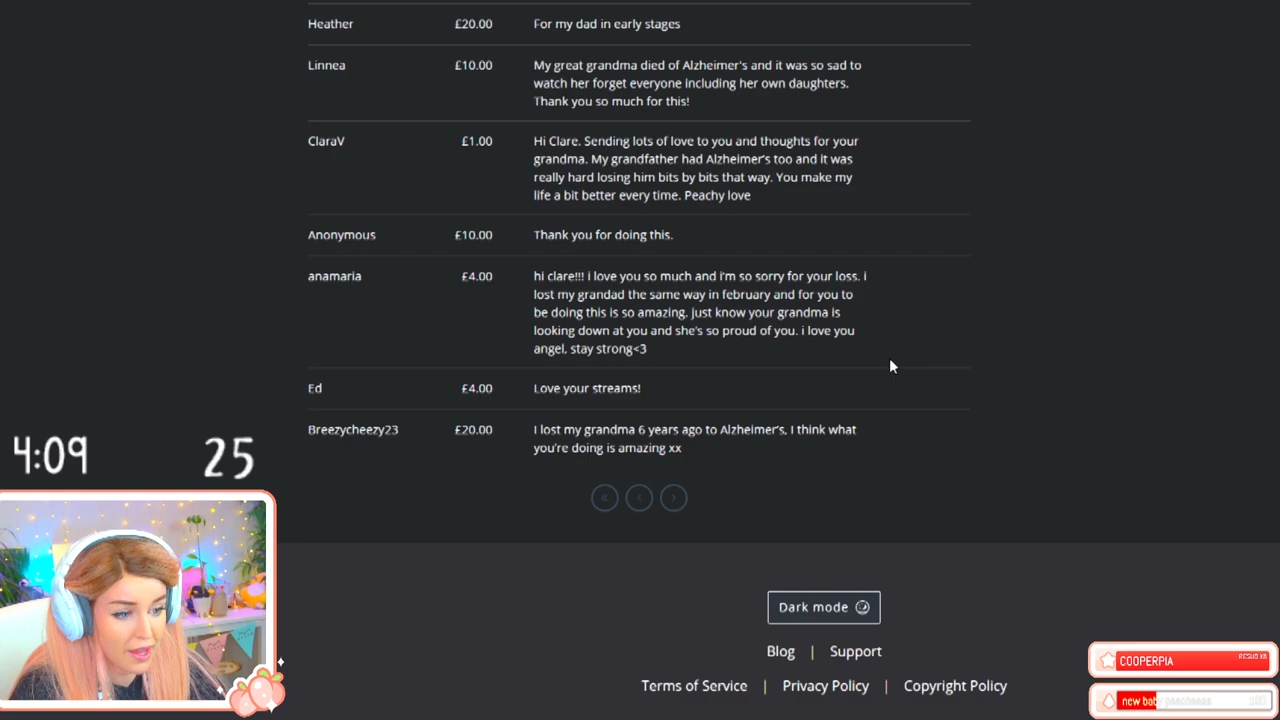 Heather £20.00 For my dad in early stages
Linnea £10.00 My great grandma died of Alzheimer's and it was so sad to
watch her forget everyone including her own daughters.
Thank you so much for this!
ClaraV £1.00 Hi Clare. Sending lots of love to you and thoughts for your
grandma. My grandfather had Alzheimer's too and it was
really hard losing him bits by bits that way. You make my
life a bit better every time. Peachy love
Anonymous £10.00 Thank you for doing this.
anamaria £4.00 hi clare!!! i love you so much and i'm so sorry for your loss. i
lost my grandad the same way in february and for you to
be doing this is so amazing. just know your grandma is
looking down at you and she's so proud of you. i love you
angel, stay strong<3
Ed £4.00 Love your streams!
Breezycheezy23 £20.00 I lost my grandma 6 years ago to Alzheimer's, I think what
you're doing is amazing xx
4:09 25
Dark mode
Blog | Support
Terms of Service | Privacy Policy | Copyright Policy
COOPERPIA
new baby